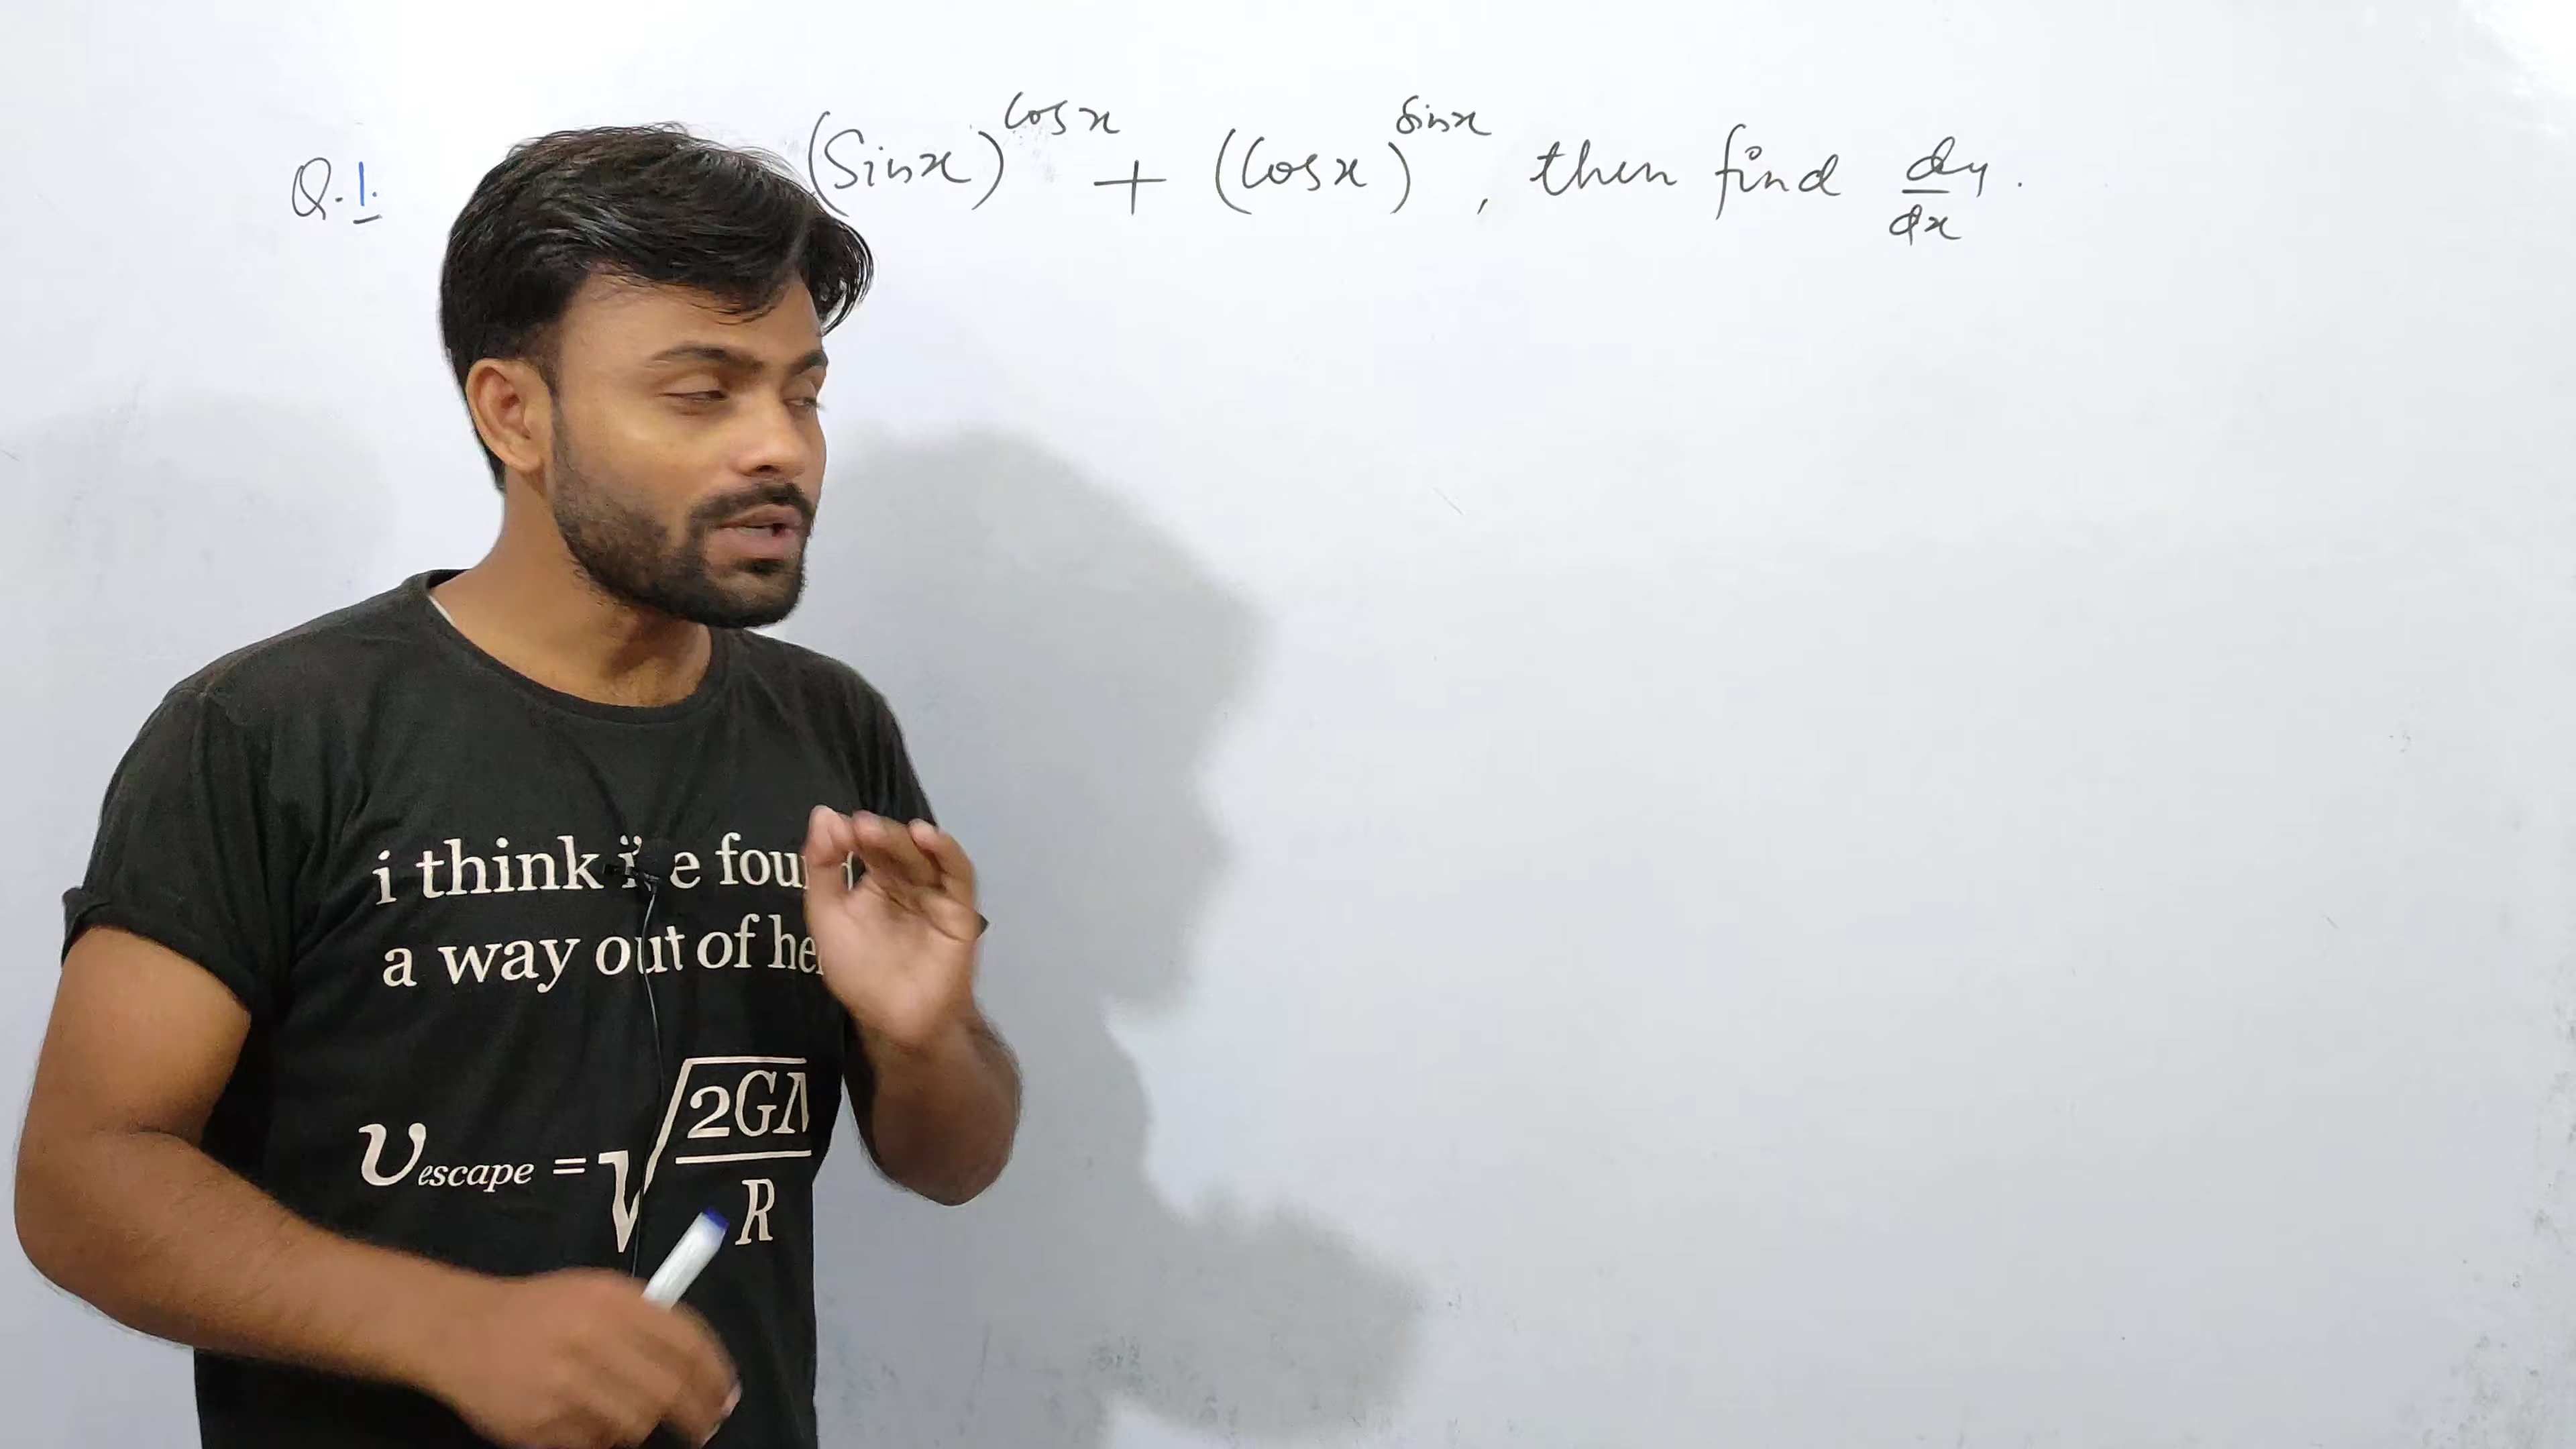 Q.1. (Sinx)^cosx + (Cosx)^sinx, then find dy/dx.
i think i e fou
a way out of he
υescape = √2G/R